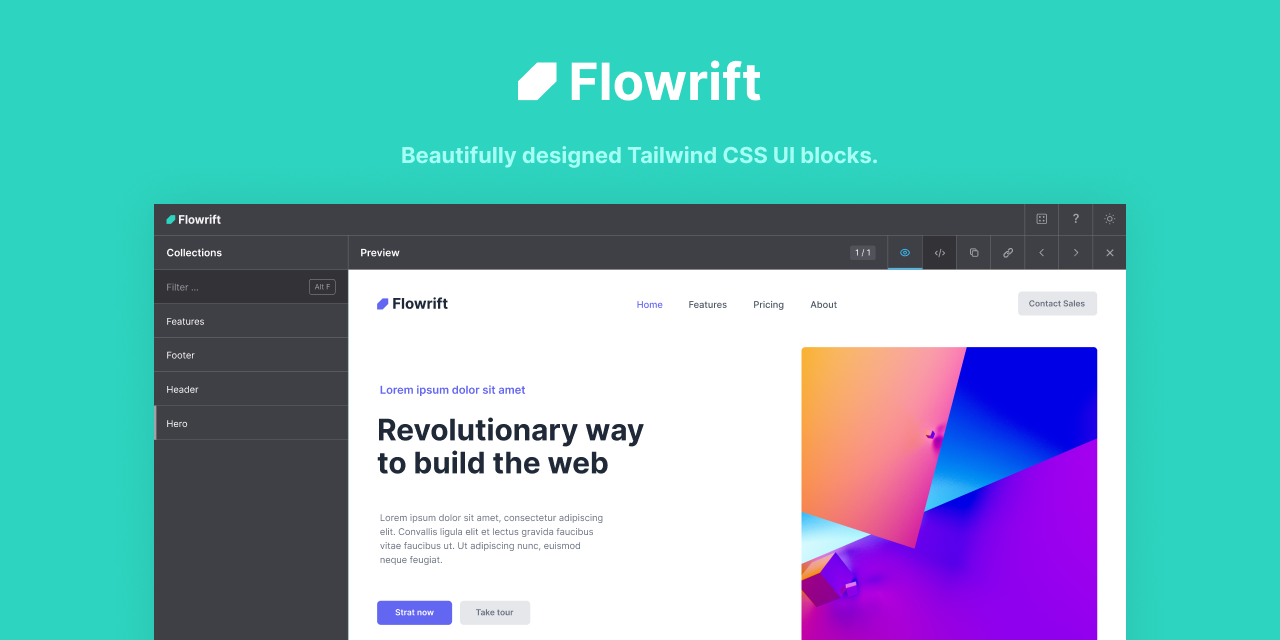 Flowrift
Beautifully designed Tailwind CSS UI blocks.
Flowrift
?
Collections
Preview
1 / 1
</>
Filter ...
Alt F
Features
Footer
Header
Hero
Flowrift
Home
Features
Pricing
About
Contact Sales
Lorem ipsum dolor sit amet
Revolutionary way
to build the web
Lorem ipsum dolor sit amet, consectetur adipiscing
elit. Convallis ligula elit et lectus gravida faucibus
vitae faucibus ut. Ut adipiscing nunc, euismod
neque feugiat.
Strat now
Take tour